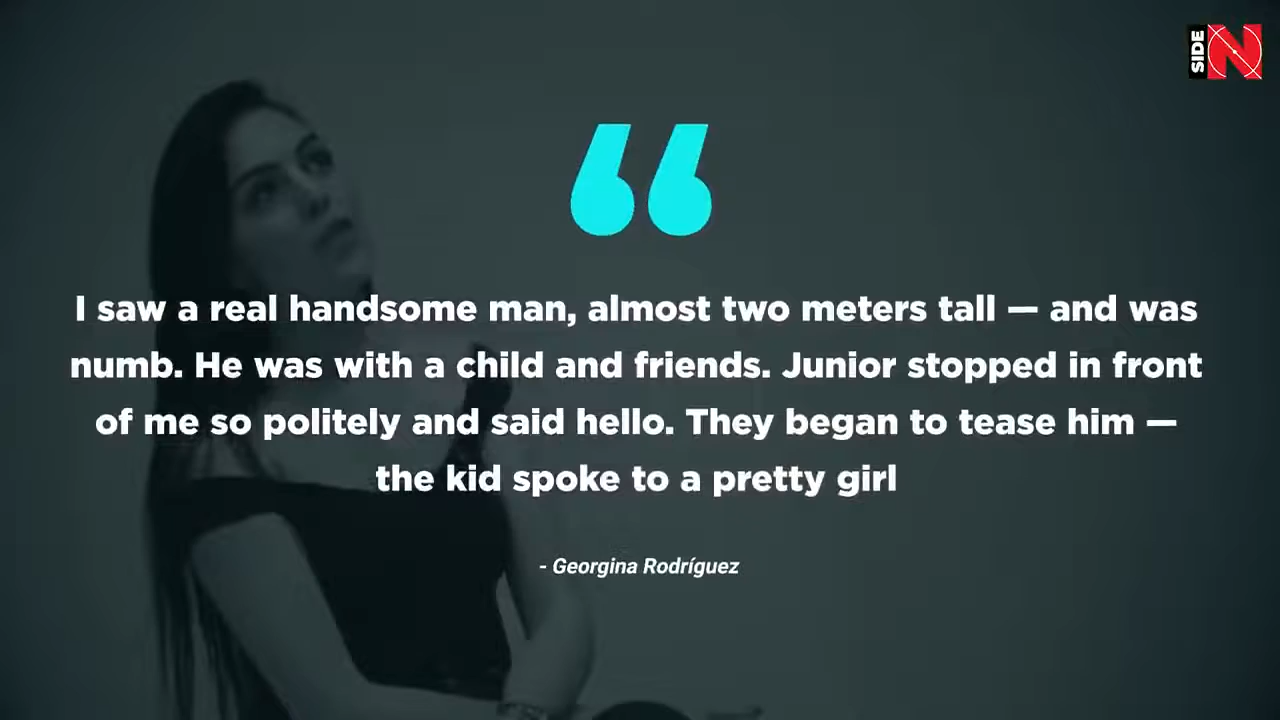 SIDE
N
“
I saw a real handsome man, almost two meters tall — and was
numb. He was with a child and friends. Junior stopped in front
of me so politely and said hello. They began to tease him —
the kid spoke to a pretty girl
- Georgina Rodríguez